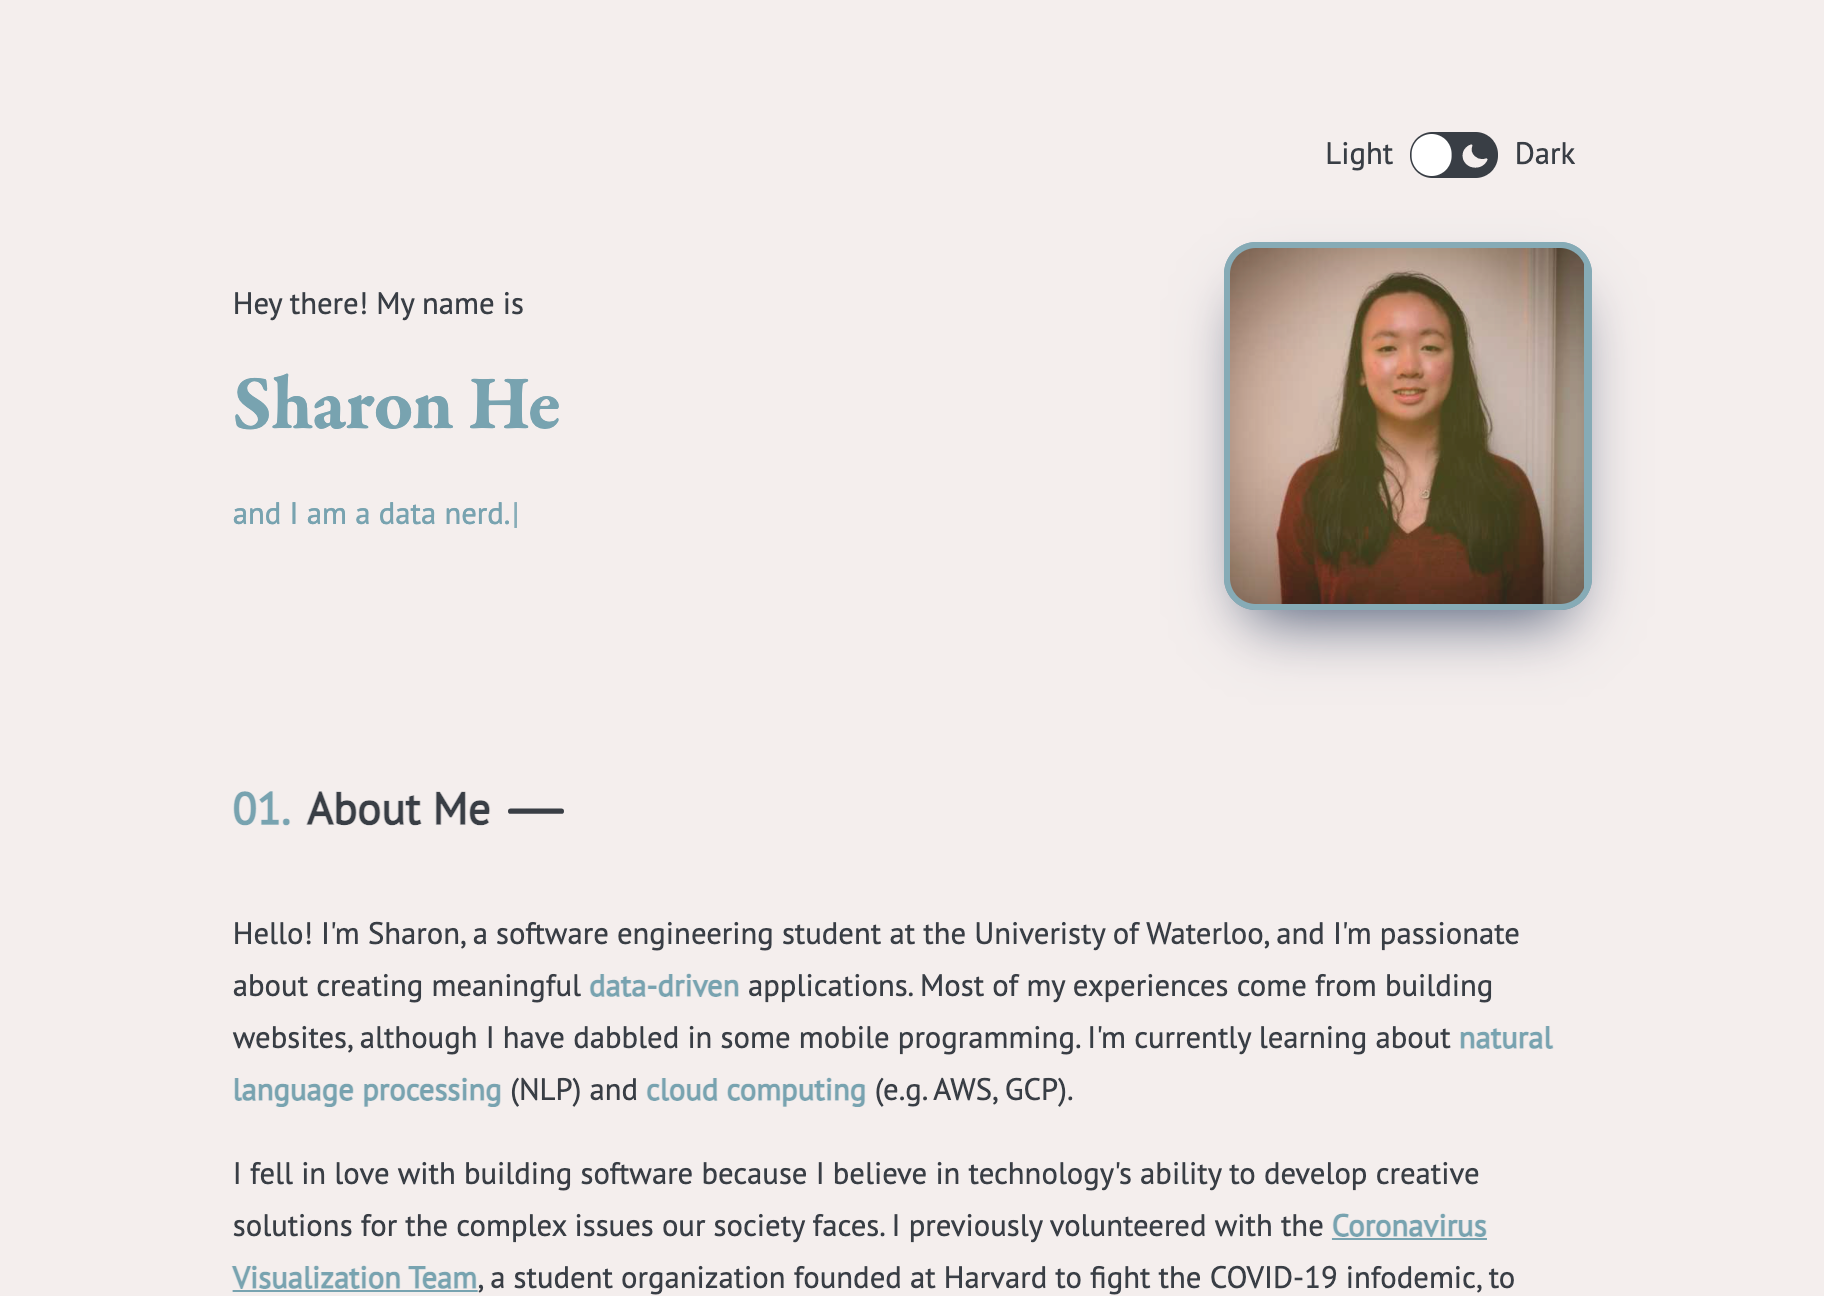 Light Dark
Hey there! My name is
Sharon He
and I am a data nerd.|
01. About Me
Hello! I'm Sharon, a software engineering student at the Univeristy of Waterloo, and I'm passionate
about creating meaningful data-driven applications. Most of my experiences come from building
websites, although I have dabbled in some mobile programming. I'm currently learning about natural
language processing (NLP) and cloud computing (e.g. AWS, GCP).
I fell in love with building software because I believe in technology's ability to develop creative
solutions for the complex issues our society faces. I previously volunteered with the Coronavirus
Visualization Team, a student organization founded at Harvard to fight the COVID-19 infodemic, to